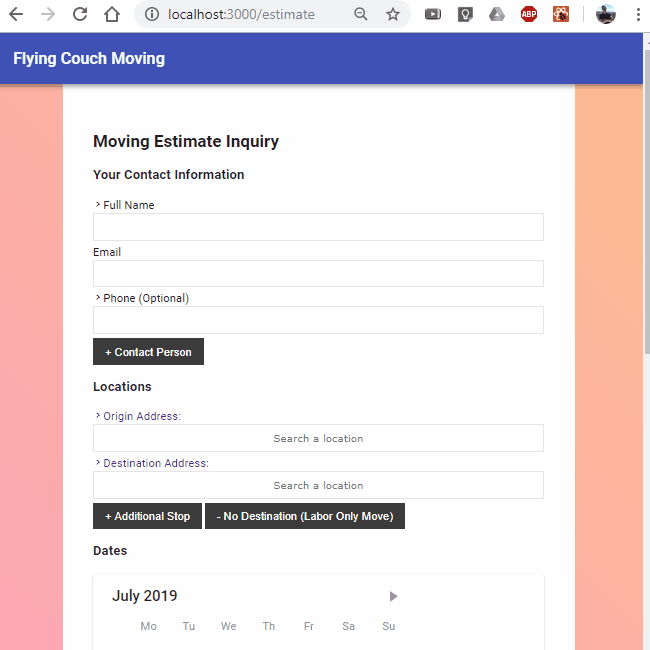 localhost:3000/estimate
ABP
Flying Couch Moving
Moving Estimate Inquiry
Your Contact Information
> Full Name
Email
> Phone (Optional)
+ Contact Person
Locations
> Origin Address:
Search a location
> Destination Address:
Search a location
+ Additional Stop - No Destination (Labor Only Move)
Dates
July 2019
Mo Tu We Th Fr Sa Su